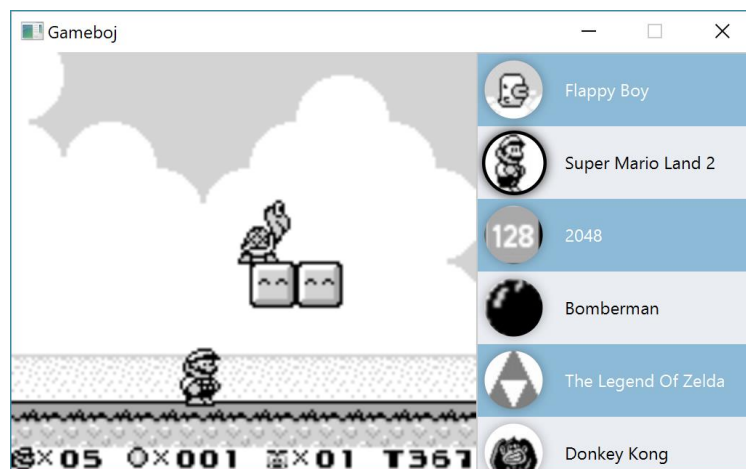 Gameboj
Flappy Boy
Super Mario Land 2
128
2048
Bomberman
The Legend Of Zelda
Donkey Kong
×05 ×001 ×01 T367